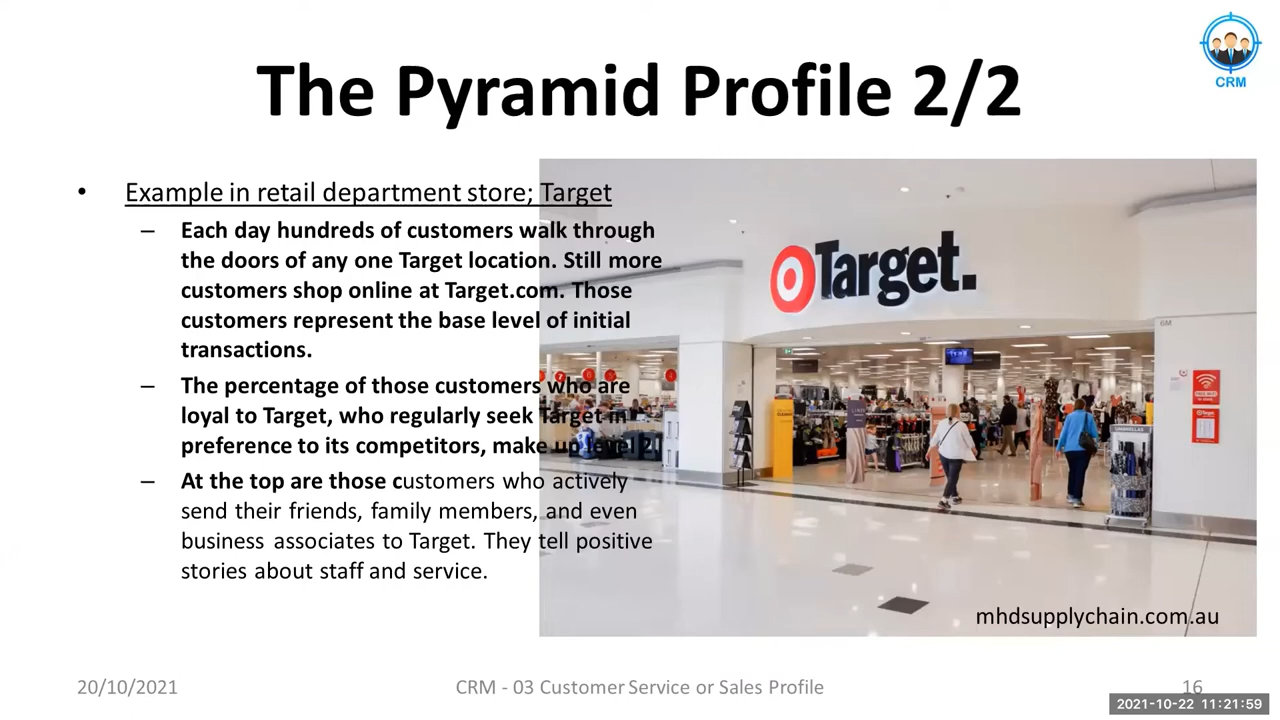 CRM
The Pyramid Profile 2/2
• Example in retail department store; Target
– Each day hundreds of customers walk through
the doors of any one Target location. Still more
customers shop online at Target.com. Those
customers represent the base level of initial
transactions.
– The percentage of those customers who are
loyal to Target, who regularly seek Target in
preference to its competitors, make up level 2.
– At the top are those customers who actively
send their friends, family members, and even
business associates to Target. They tell positive
stories about staff and service.
Target.
mhdsupplychain.com.au
20/10/2021
CRM - 03 Customer Service or Sales Profile
16
2021-10-22 11:21:59